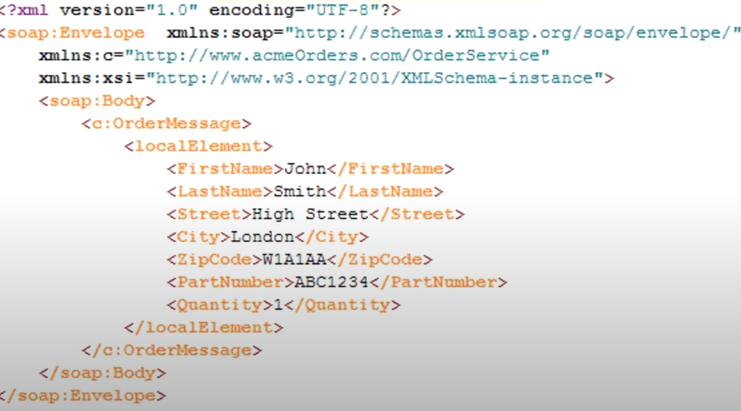 <?xml version="1.0" encoding="UTF-8"?>
<soap:Envelope xmlns:soap="http://schemas.xmlsoap.org/soap/envelope/"
xmlns:c="http://www.acmeOrders.com/OrderService"
xmlns:xsi="http://www.w3.org/2001/XMLSchema-instance">
<soap:Body>
<c:OrderMessage>
<localElement>
<FirstName>John</FirstName>
<LastName>Smith</LastName>
<Street>High Street</Street>
<City>London</City>
<ZipCode>W1A1AA</ZipCode>
<PartNumber>ABC1234</PartNumber>
<Quantity>1</Quantity>
</localElement>
</c:OrderMessage>
</soap:Body>
</soap:Envelope>